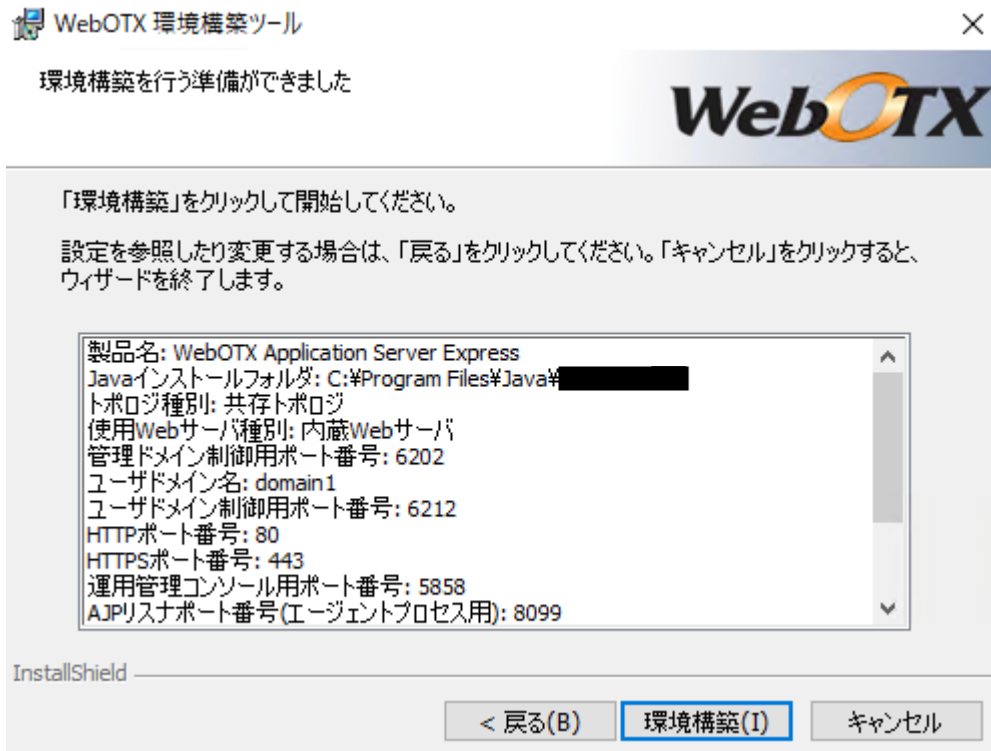 WebOTX 環境構築ツール
環境構築を行う準備ができました
WebOTX
「環境構築」をクリックして開始してください。
設定を参照したり変更する場合は、「戻る」をクリックしてください。「キャンセル」をクリックすると、
ウィザードを終了します。
製品名: WebOTX Application Server Express
Javaインストールフォルダ: C:¥Program Files¥Java¥
トポロジ種別: 共存トポロジ
使用Webサーバ種別: 内蔵Webサーバ
管理ドメイン制御用ポート番号: 6202
ユーザドメイン名: domain1
ユーザドメイン制御用ポート番号: 6212
HTTPポート番号: 80
HTTPSポート番号: 443
運用管理コンソール用ポート番号: 5858
AJPリスナポート番号(エージェントプロセス用): 8099
InstallShield
< 戻る(B)
環境構築(I)
キャンセル